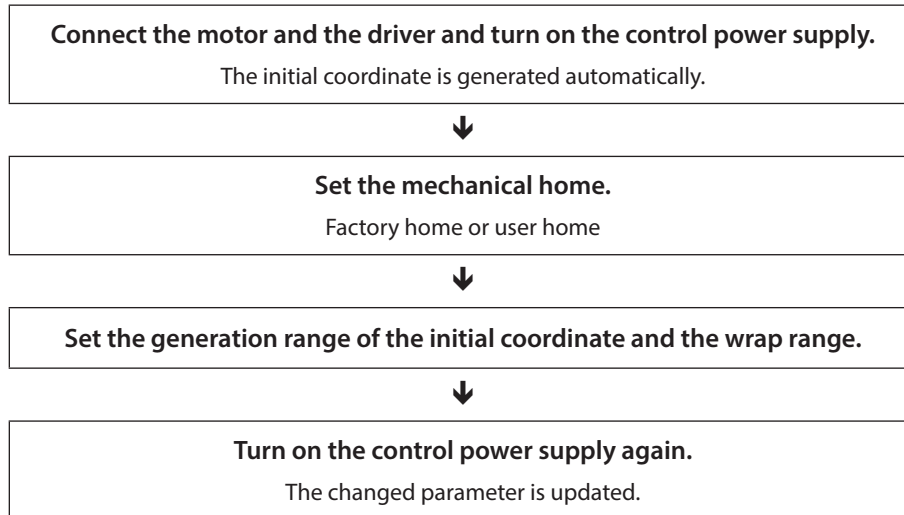 Connect the motor and the driver and turn on the control power supply.
The initial coordinate is generated automatically.
Set the mechanical home.
Factory home or user home
Set the generation range of the initial coordinate and the wrap range.
Turn on the control power supply again.
The changed parameter is updated.